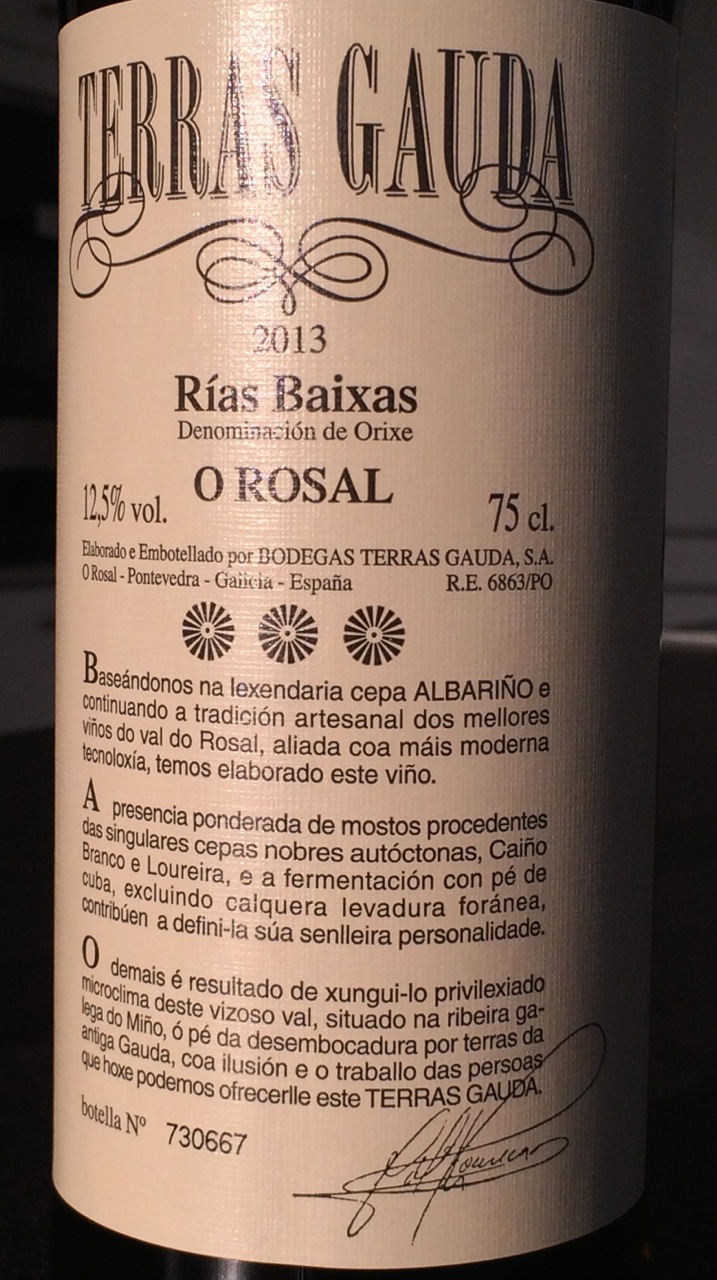 TERRAS GAUDA
2013
Rías Baixas
Denominación de Orixe
O ROSAL
12,5% vol.
75 cl.
Elaborado e Embotellado por BODEGAS TERRAS GAUDA, S.A.
O Rosal - Pontevedra - Galicia - España R.E. 6863/PO
Baseándonos na lexendaria cepa ALBARIÑO e
continuando a tradición artesanal dos mellores
viños do val do Rosal, aliada coa máis moderna
tecnoloxía, temos elaborado este viño.
A presencia ponderada de mostos procedentes
das singulares cepas nobres autóctonas, Caiño
Branco e Loureira, e a fermentación con pé de
cuba, excluindo calquera levadura foránea,
contribúen a defini-la súa senlleira personalidade.
O demais é resultado de xungui-lo privilexiado
microclima deste vizoso val, situado na ribeira ga-
lega do Miño, ó pé da desembocadura por terras da
antiga Gauda, coa ilusión e o traballo das persoas
que hoxe podemos ofrecerlle este TERRAS GAUDA.
botella Nº 730667